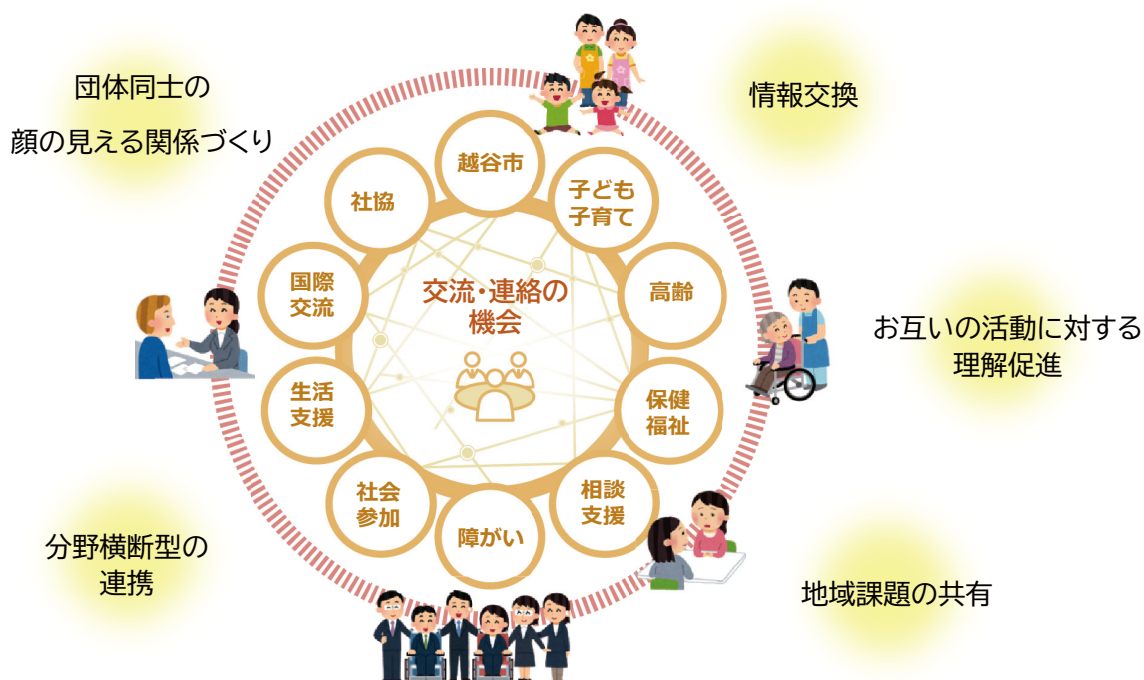 団体同士の
顔の見える関係づくり
情報交換
越谷市
社協
子ども
子育て
国際
交流
交流・連絡の
機会
高齢
お互いの活動に対する
理解促進
生活
支援
保健
福祉
社会
参加
障がい
相談
支援
分野横断型の
連携
地域課題の共有